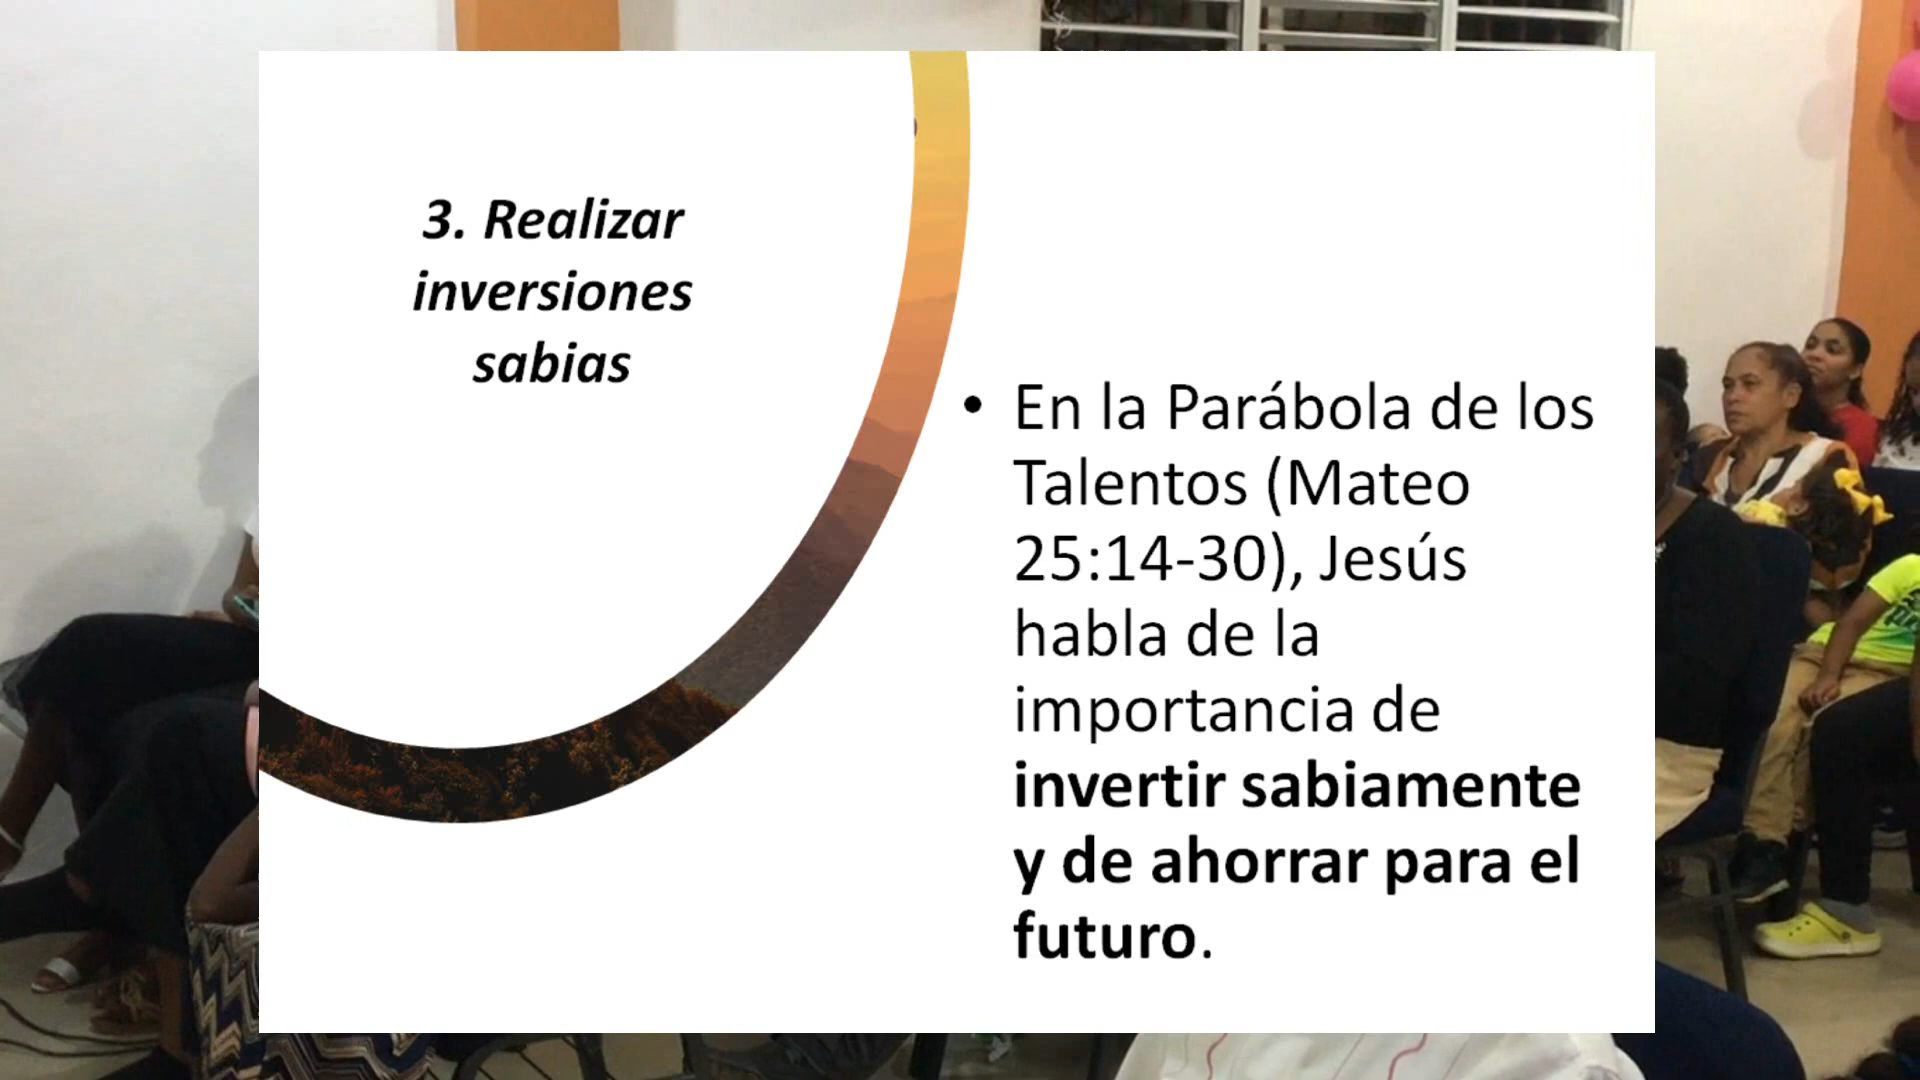 3. Realizar
inversiones
sabias
• En la Parábola de los
Talentos (Mateo
25:14-30), Jesús
habla de la
importancia de
invertir sabiamente
y de ahorrar para el
futuro.